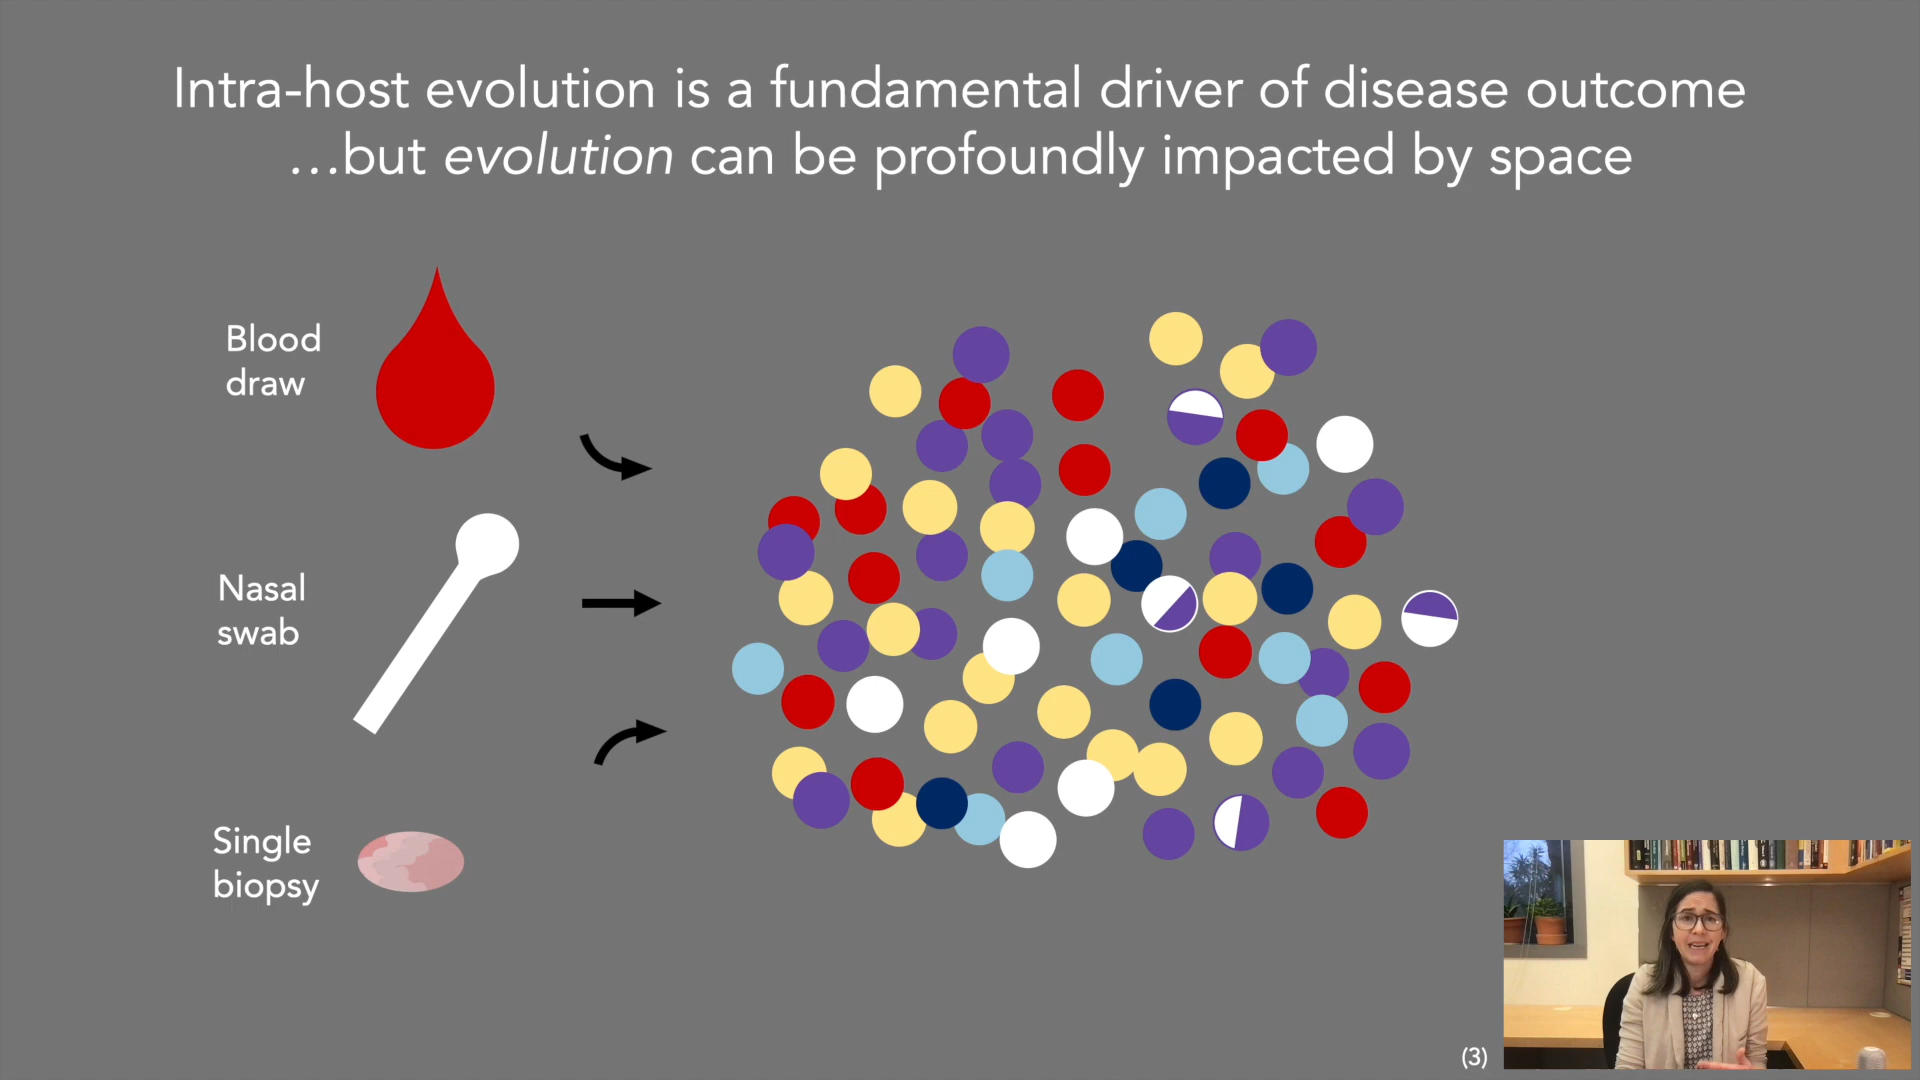 Intra-host evolution is a fundamental driver of disease outcome
…but evolution can be profoundly impacted by space
Blood
draw
Nasal
swab
Single
biopsy
(3)